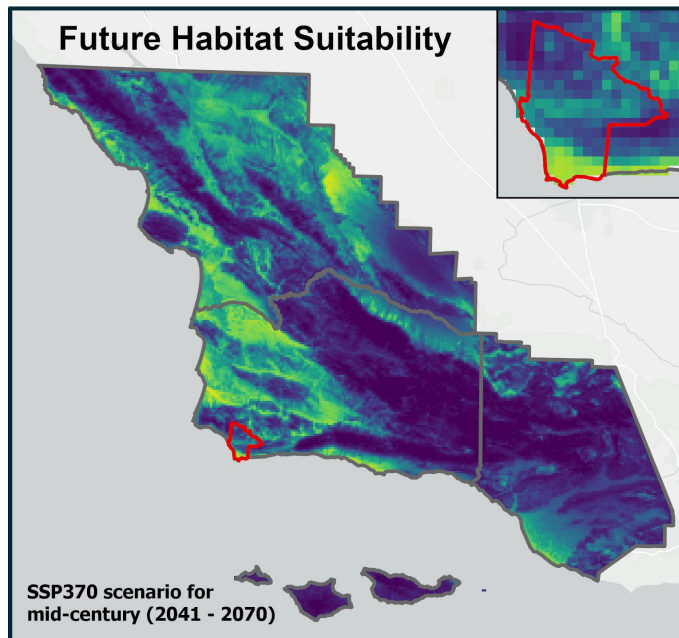 Future Habitat Suitability
SSP370 scenario for
mid-century (2041 - 2070)